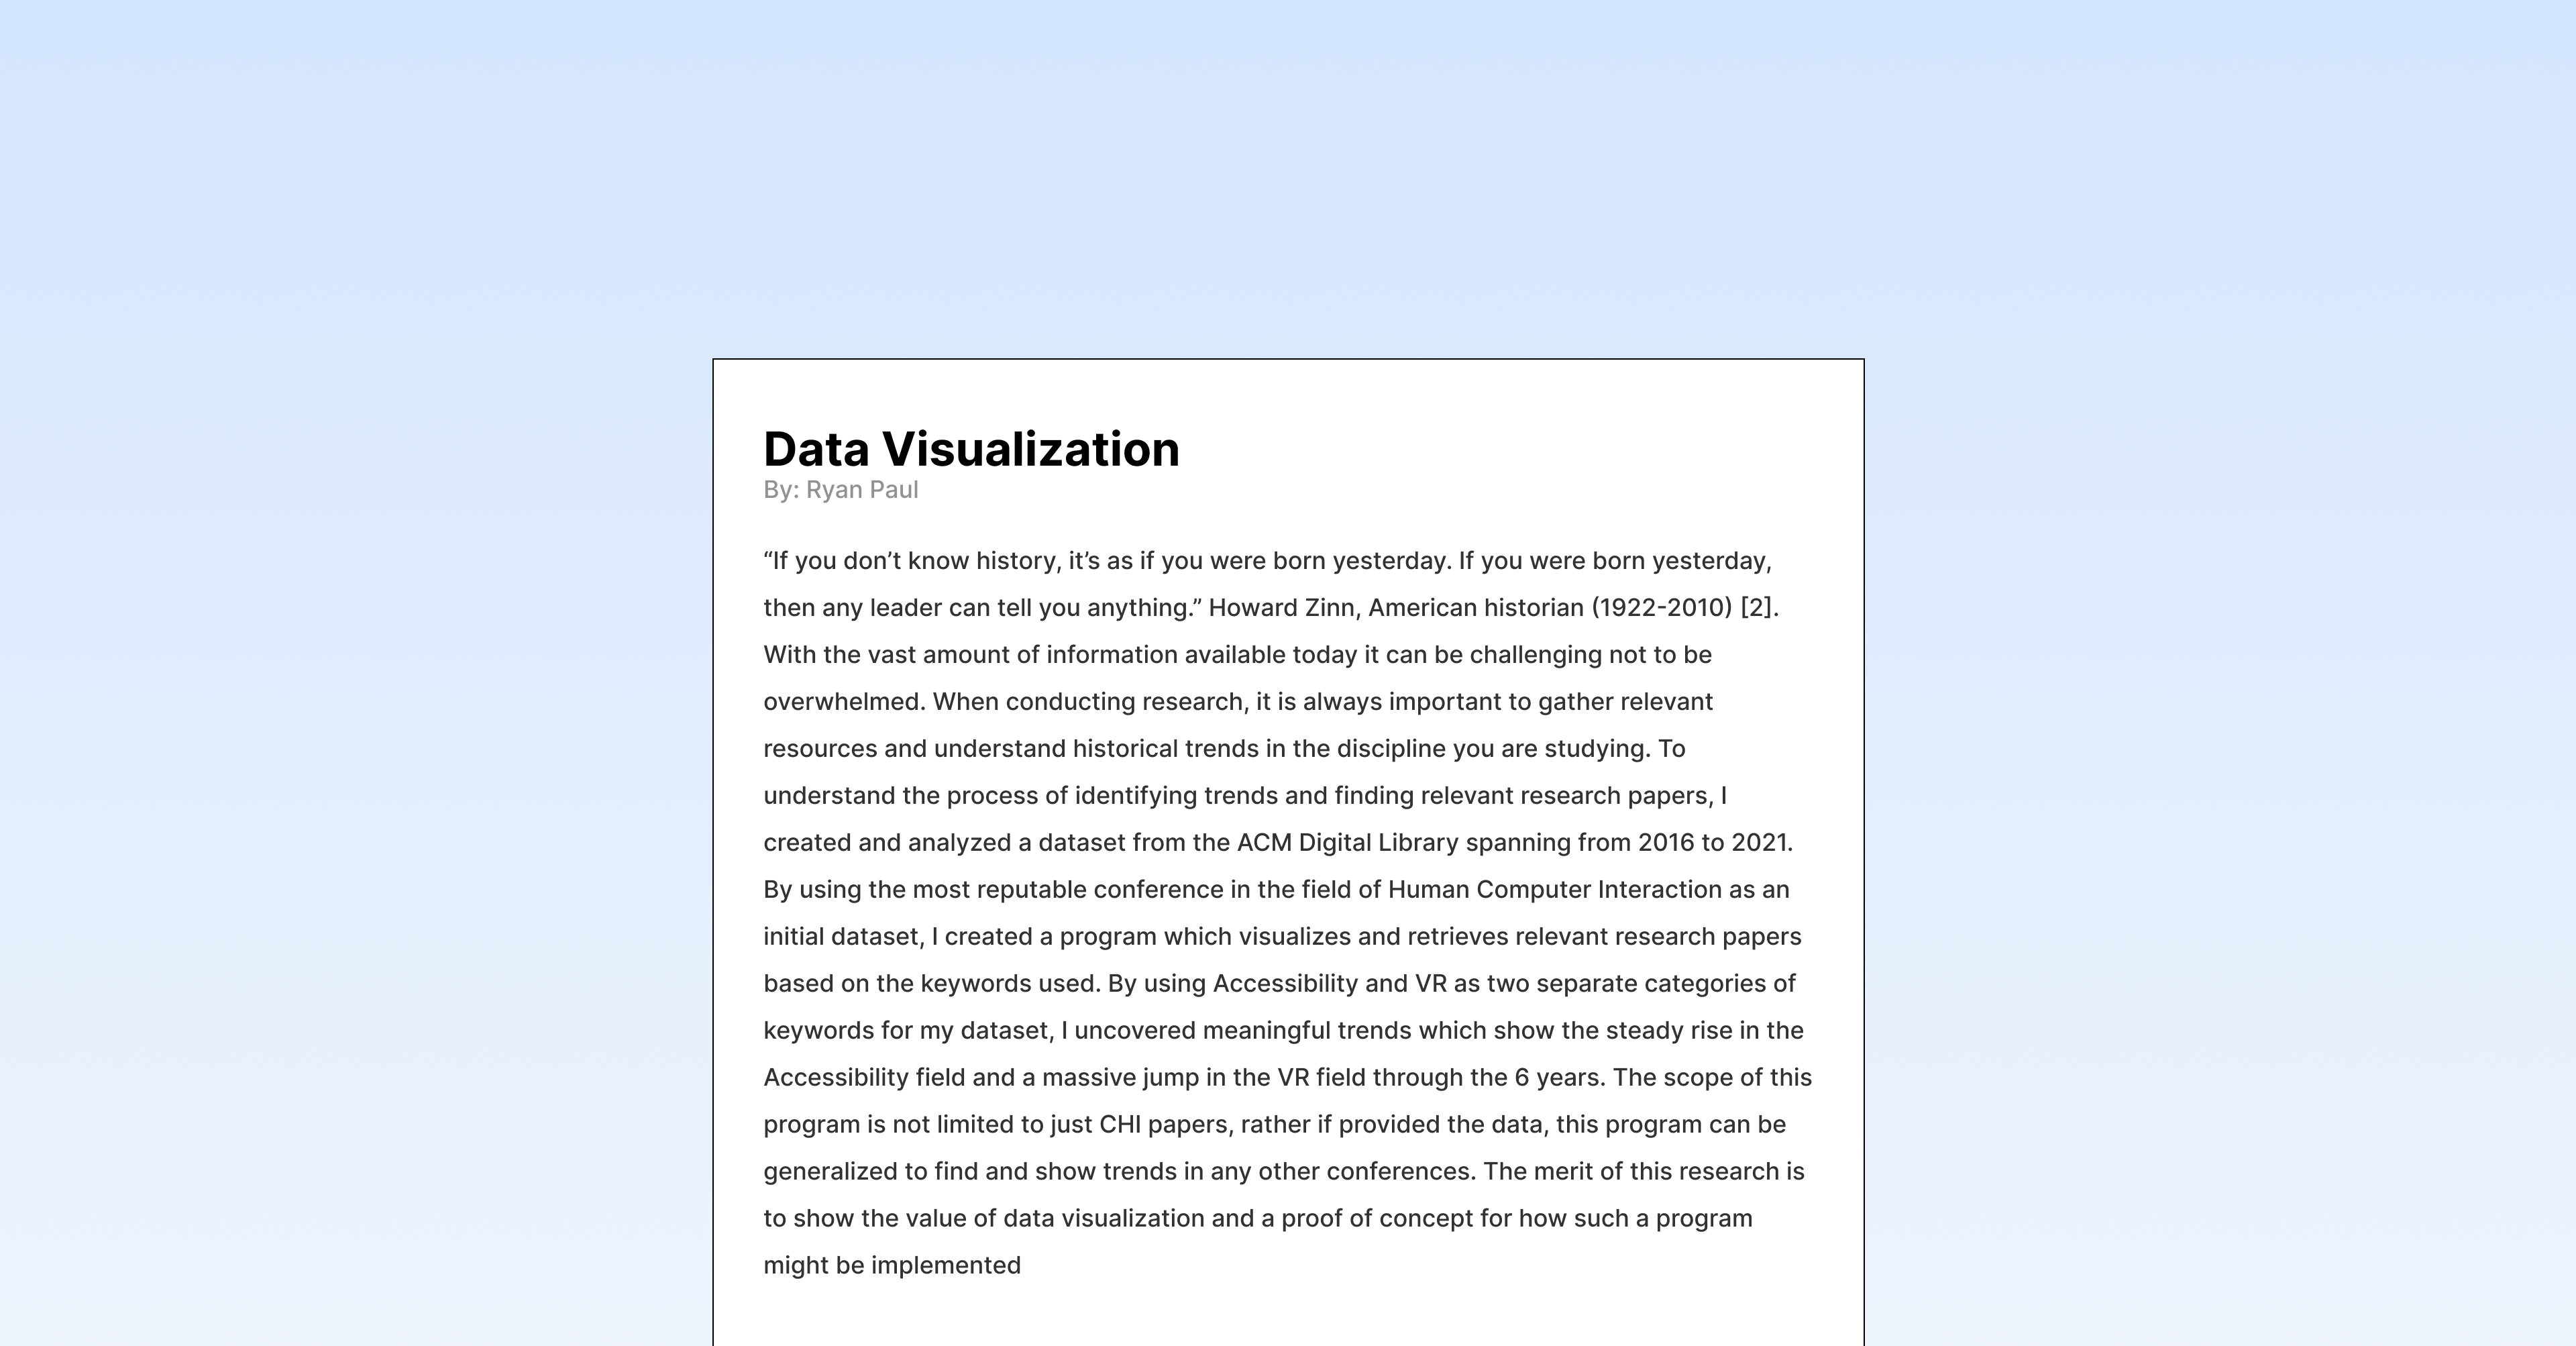 Data Visualization
By: Ryan Paul
“If you don’t know history, it’s as if you were born yesterday. If you were born yesterday,
then any leader can tell you anything.” Howard Zinn, American historian (1922-2010) [2].
With the vast amount of information available today it can be challenging not to be
overwhelmed. When conducting research, it is always important to gather relevant
resources and understand historical trends in the discipline you are studying. To
understand the process of identifying trends and finding relevant research papers, I
created and analyzed a dataset from the ACM Digital Library spanning from 2016 to 2021.
By using the most reputable conference in the field of Human Computer Interaction as an
initial dataset, I created a program which visualizes and retrieves relevant research papers
based on the keywords used. By using Accessibility and VR as two separate categories of
keywords for my dataset, I uncovered meaningful trends which show the steady rise in the
Accessibility field and a massive jump in the VR field through the 6 years. The scope of this
program is not limited to just CHI papers, rather if provided the data, this program can be
generalized to find and show trends in any other conferences. The merit of this research is
to show the value of data visualization and a proof of concept for how such a program
might be implemented